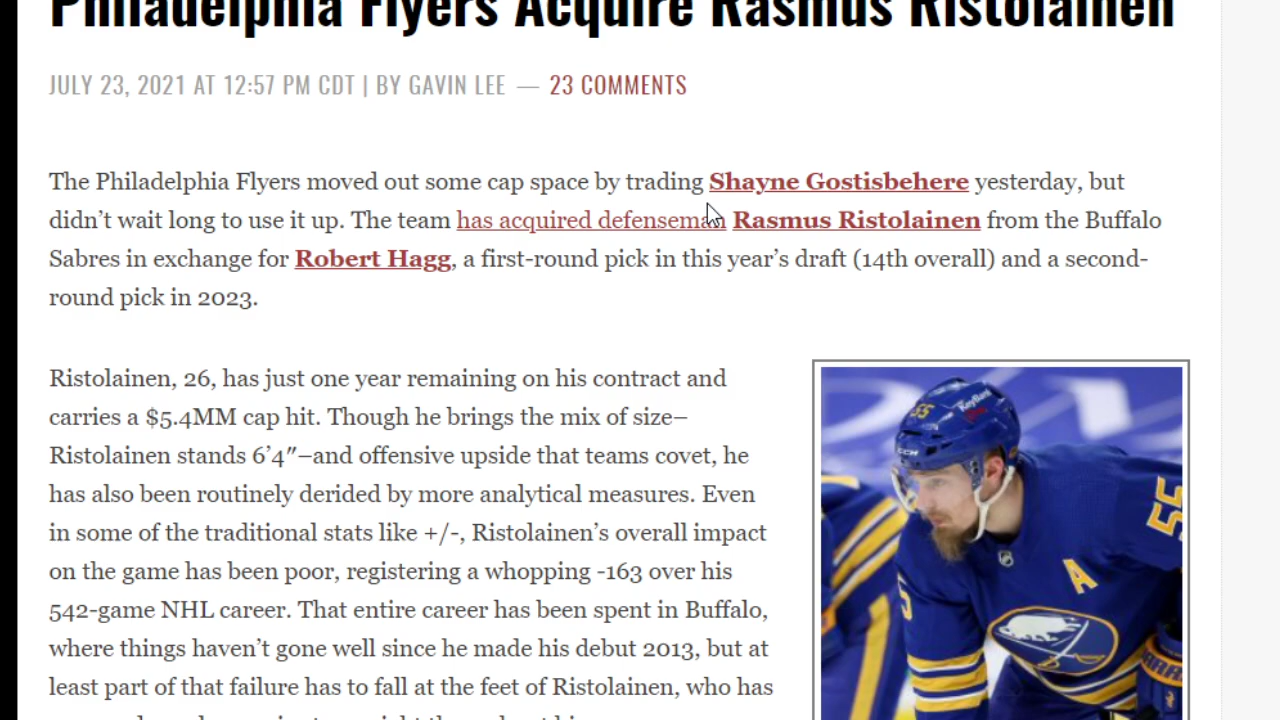 Philadelphia Flyers Acquire Rasmus Ristolainen
JULY 23, 2021 AT 12:57 PM CDT | BY GAVIN LEE — 23 COMMENTS
The Philadelphia Flyers moved out some cap space by trading Shayne Gostisbehere yesterday, but
didn’t wait long to use it up. The team has acquired defenseman Rasmus Ristolainen from the Buffalo
Sabres in exchange for Robert Hagg, a first-round pick in this year’s draft (14th overall) and a second-
round pick in 2023.
Ristolainen, 26, has just one year remaining on his contract and
carries a $5.4MM cap hit. Though he brings the mix of size–
Ristolainen stands 6’4″–and offensive upside that teams covet, he
has also been routinely derided by more analytical measures. Even
in some of the traditional stats like +/-, Ristolainen’s overall impact
on the game has been poor, registering a whopping -163 over his
542-game NHL career. That entire career has been spent in Buffalo,
where things haven’t gone well since he made his debut 2013, but at
least part of that failure has to fall at the feet of Ristolainen, who has
55
KeyBank
CCM
55
A